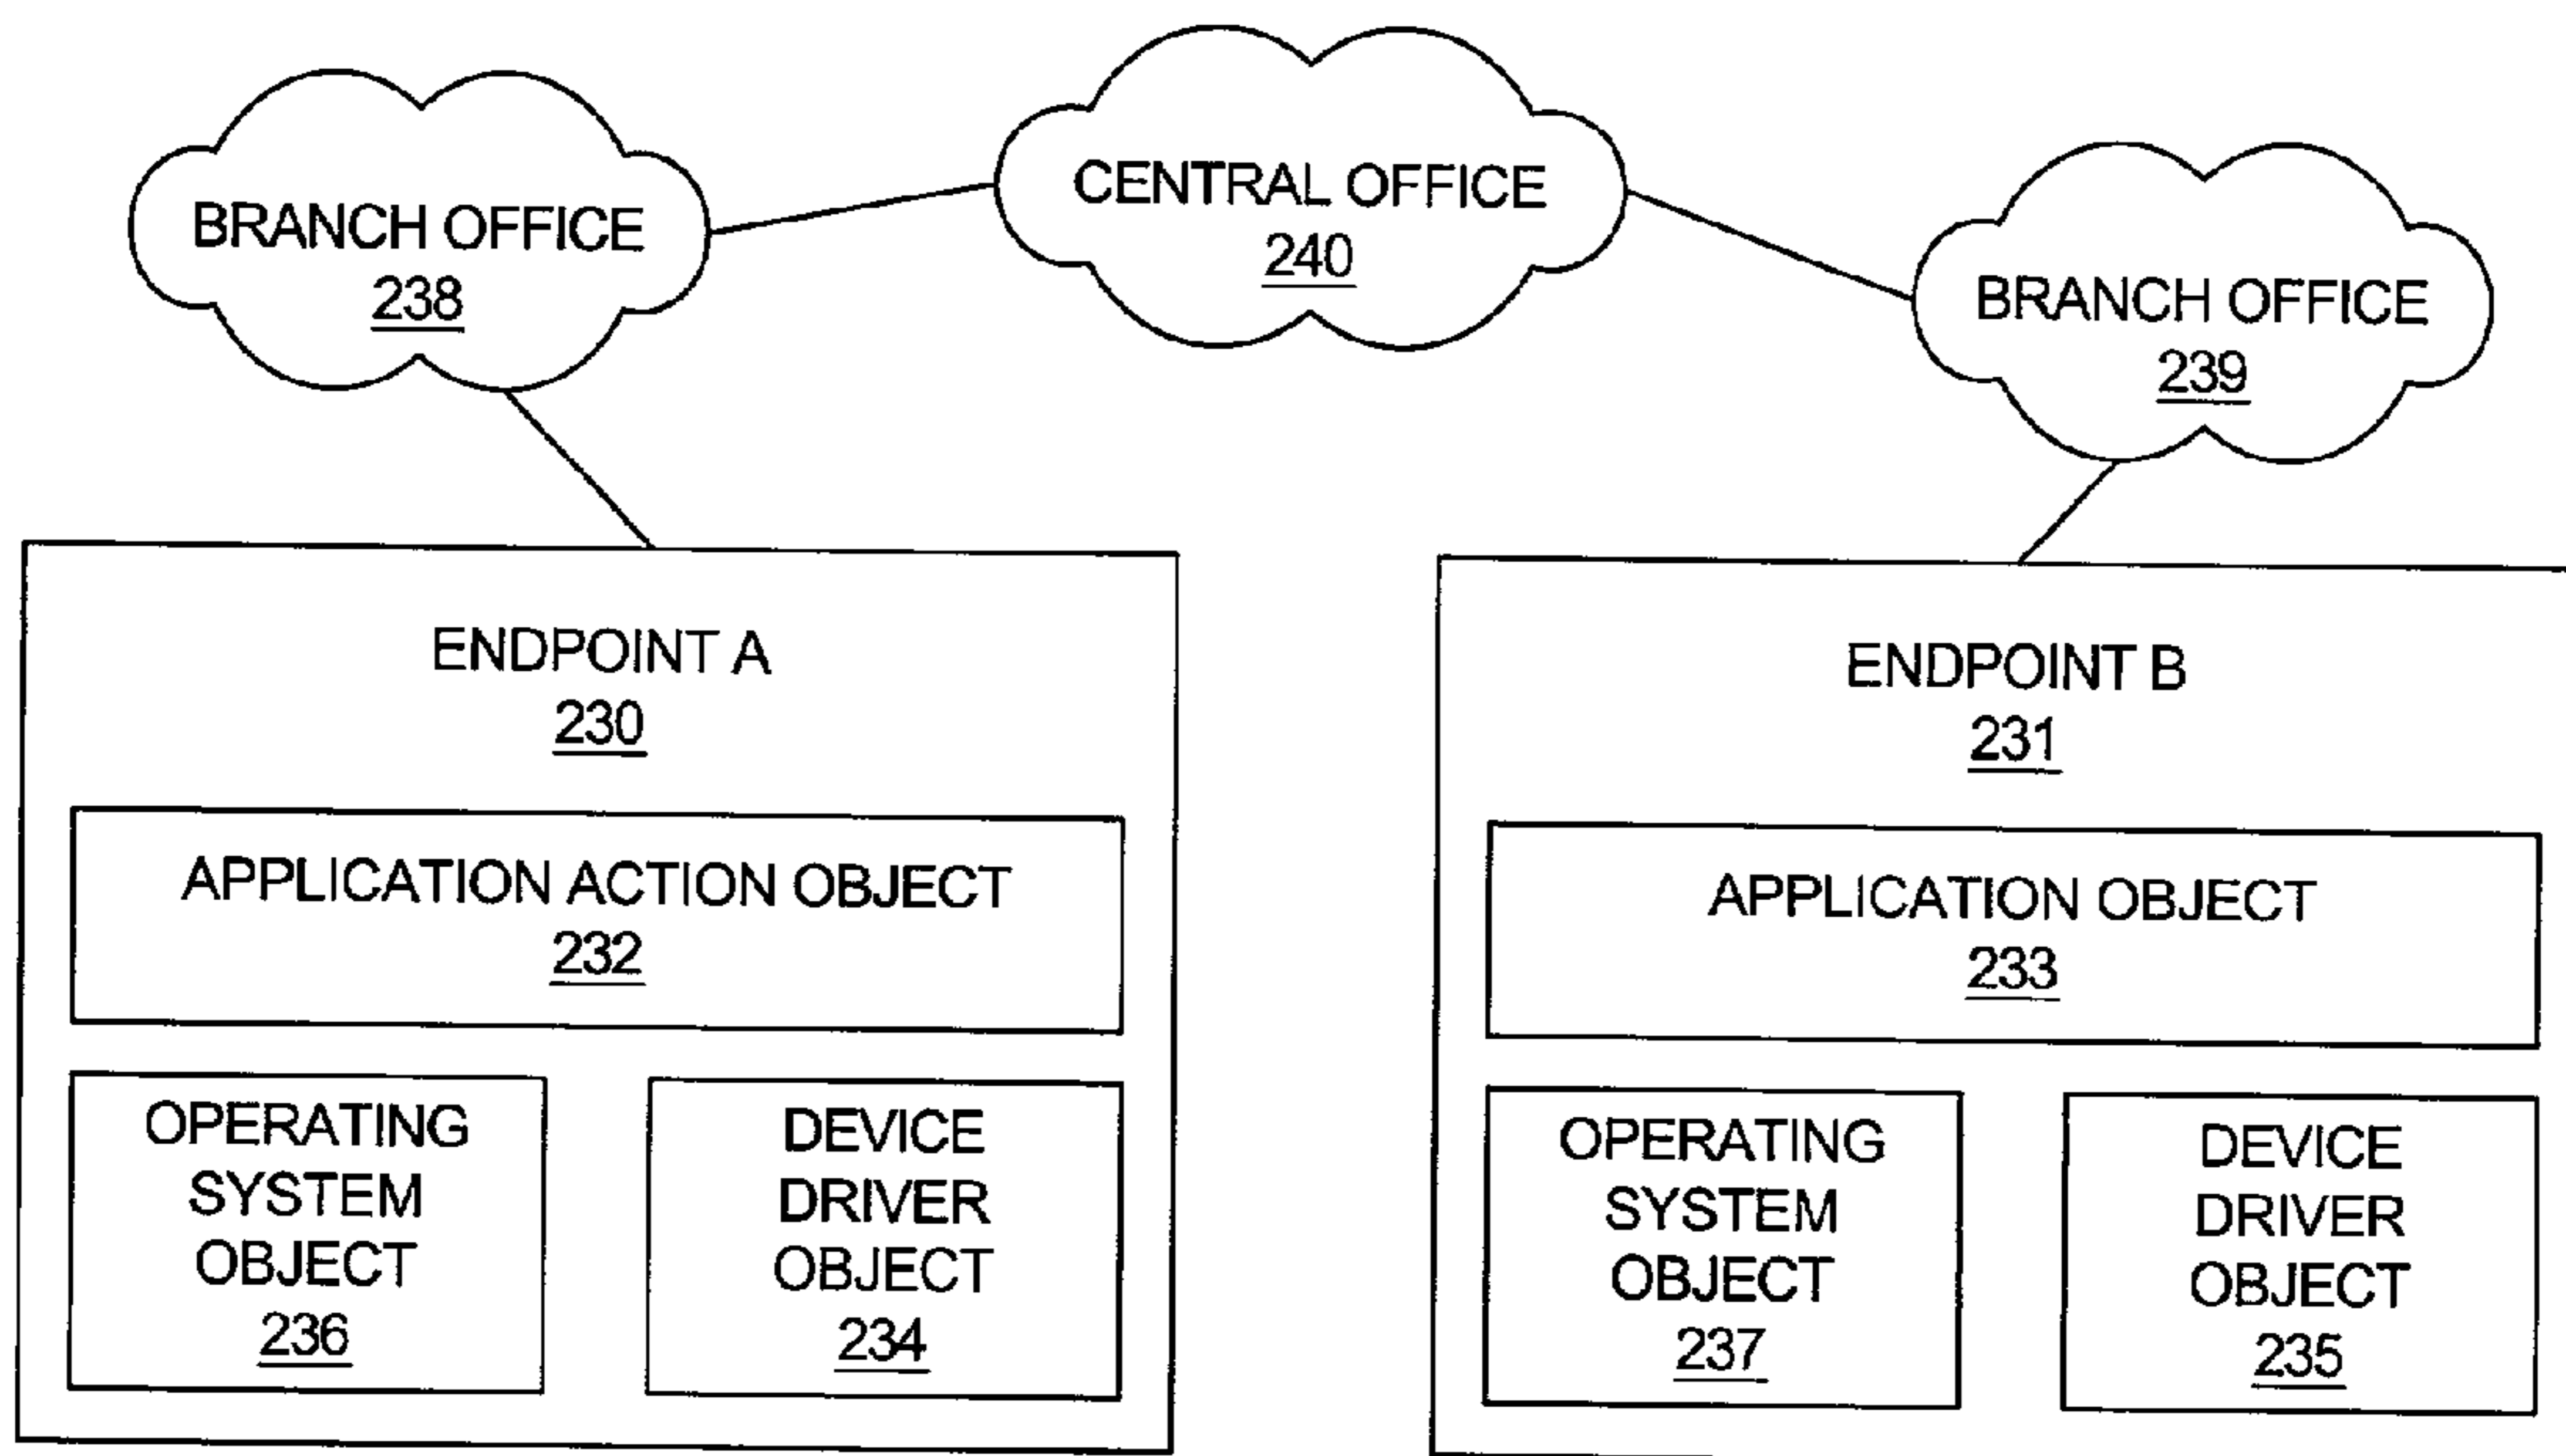 BRANCH OFFICE
238
CENTRAL OFFICE
240
BRANCH OFFICE
239
ENDPOINT A
230
APPLICATION ACTION OBJECT
232
OPERATING
SYSTEM
OBJECT
236
DEVICE
DRIVER
OBJECT
234
ENDPOINT B
231
APPLICATION OBJECT
233
OPERATING
SYSTEM
OBJECT
237
DEVICE
DRIVER
OBJECT
235